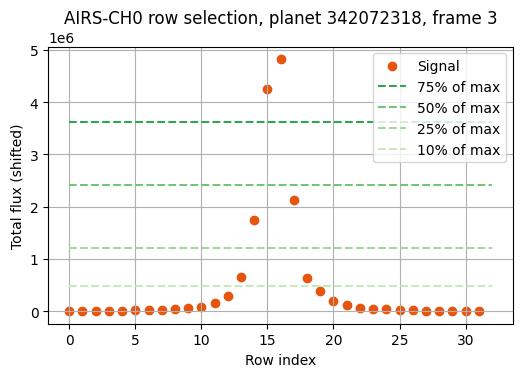 AIRS-CH0 row selection, planet 342072318, frame 3
1e6
5
4
3
2
1
0
Total flux (shifted)
Signal
75% of max
50% of max
25% of max
10% of max
0 5 10 15 20 25 30
Row index